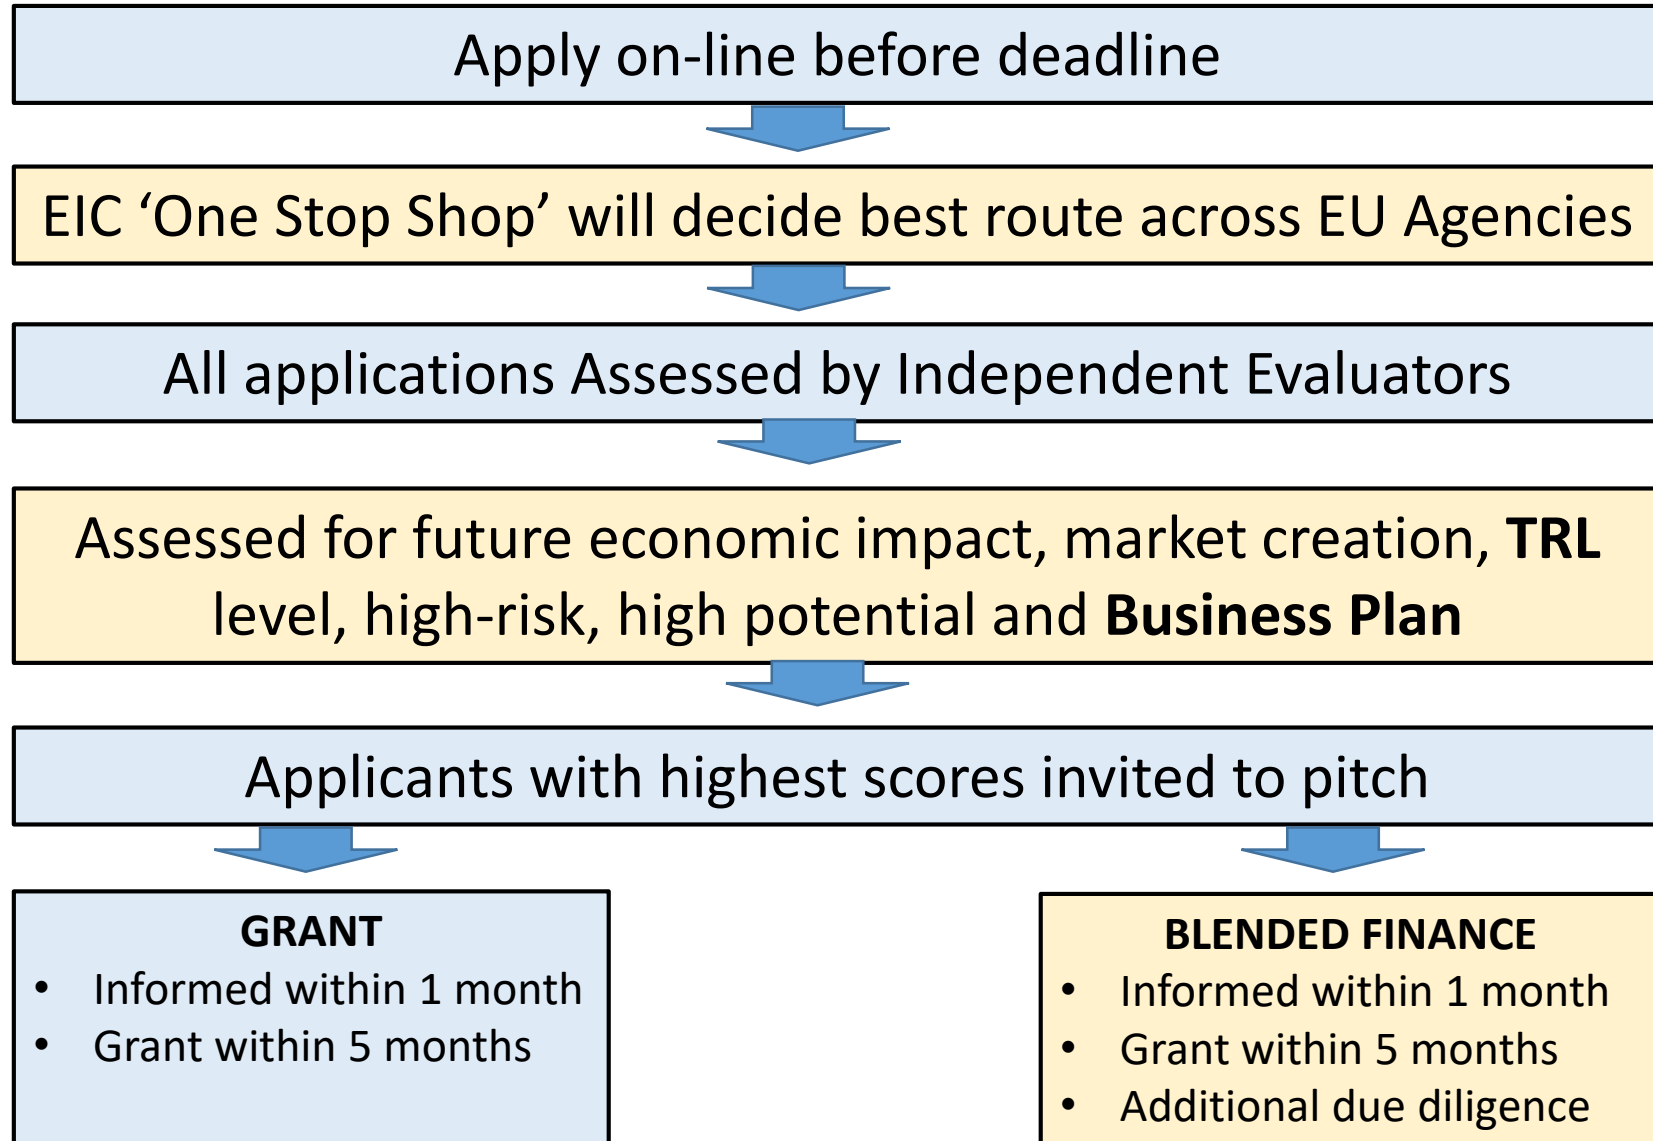 Apply on-line before deadline
EIC ‘One Stop Shop’ will decide best route across EU Agencies
All applications Assessed by Independent Evaluators
Assessed for future economic impact, market creation, TRL
level, high-risk, high potential and Business Plan
Applicants with highest scores invited to pitch
GRANT
• Informed within 1 month
• Grant within 5 months
BLENDED FINANCE
• Informed within 1 month
• Grant within 5 months
• Additional due diligence